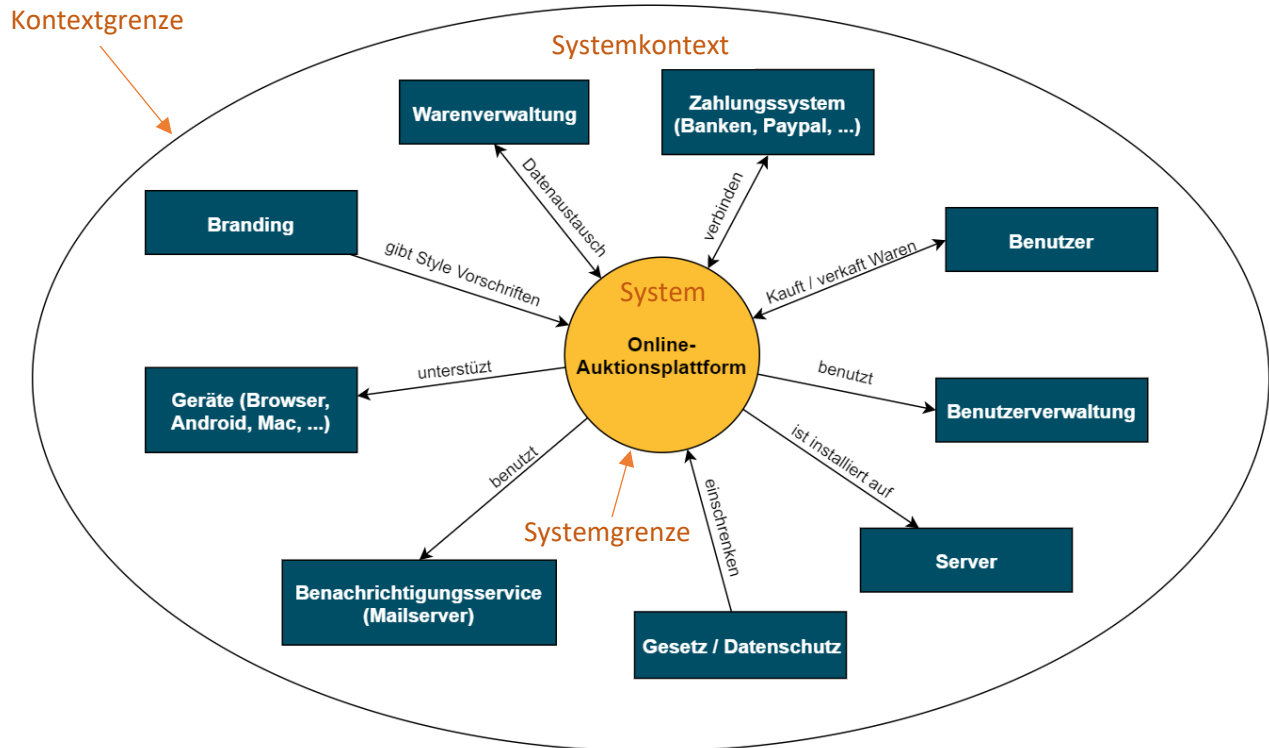 Kontextgrenze
Systemkontext
Warenverwaltung
Zahlungssystem
(Banken, Paypal, ...)
Datenaustausch
verbinden
Branding
gibt Style Vorschriften
Benutzer
Kauft / verkaft Waren
System
Online-
Auktionsplattform
Geräte (Browser,
Android, Mac, ...)
unterstüzt
benutzt
Benutzerverwaltung
ist installiert auf
benutzt
Systemgrenze
einschrenken
Server
Benachrichtigungsservice
(Mailserver)
Gesetz / Datenschutz